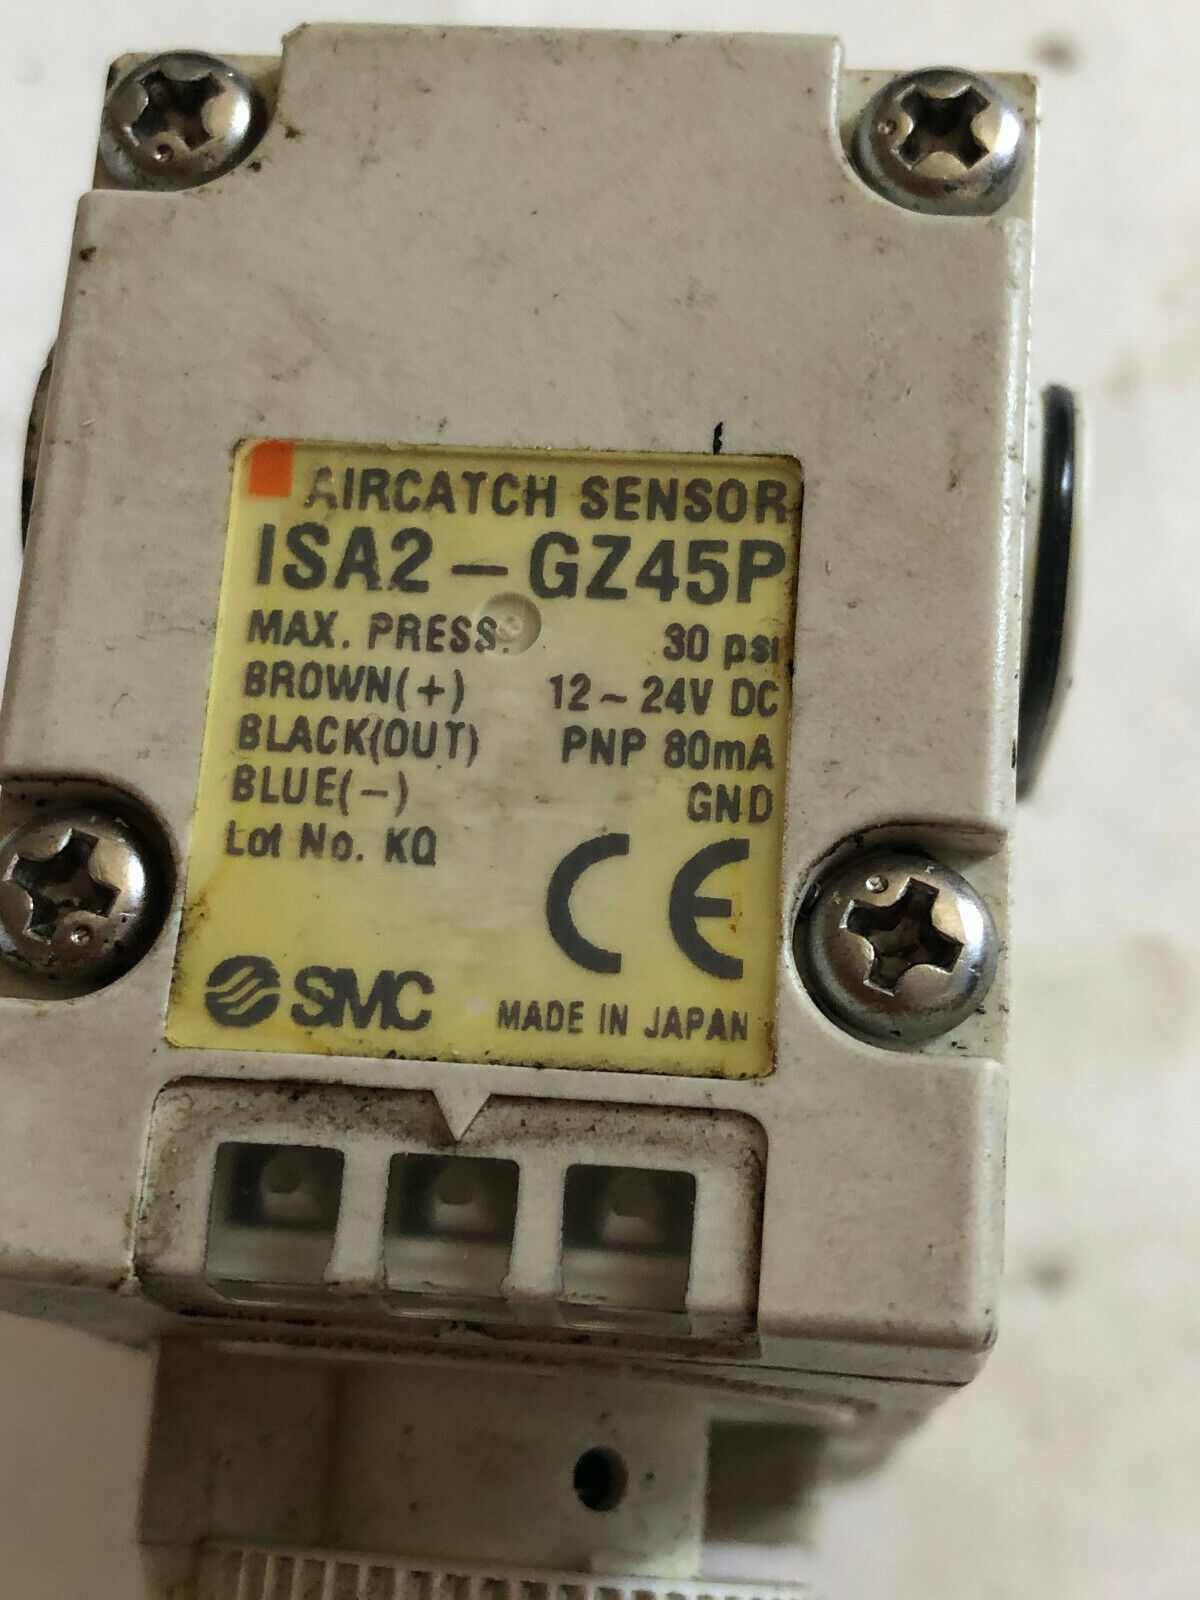 AIRCATCH SENSOR
ISA2-GZ45P
MAX. PRESS. 30 psi
BROWN(+) 12~24V DC
BLACK(OUT) PNP 80mA
BLUE(-) GND
Lot No. KQ
CE
SMC MADE IN JAPAN